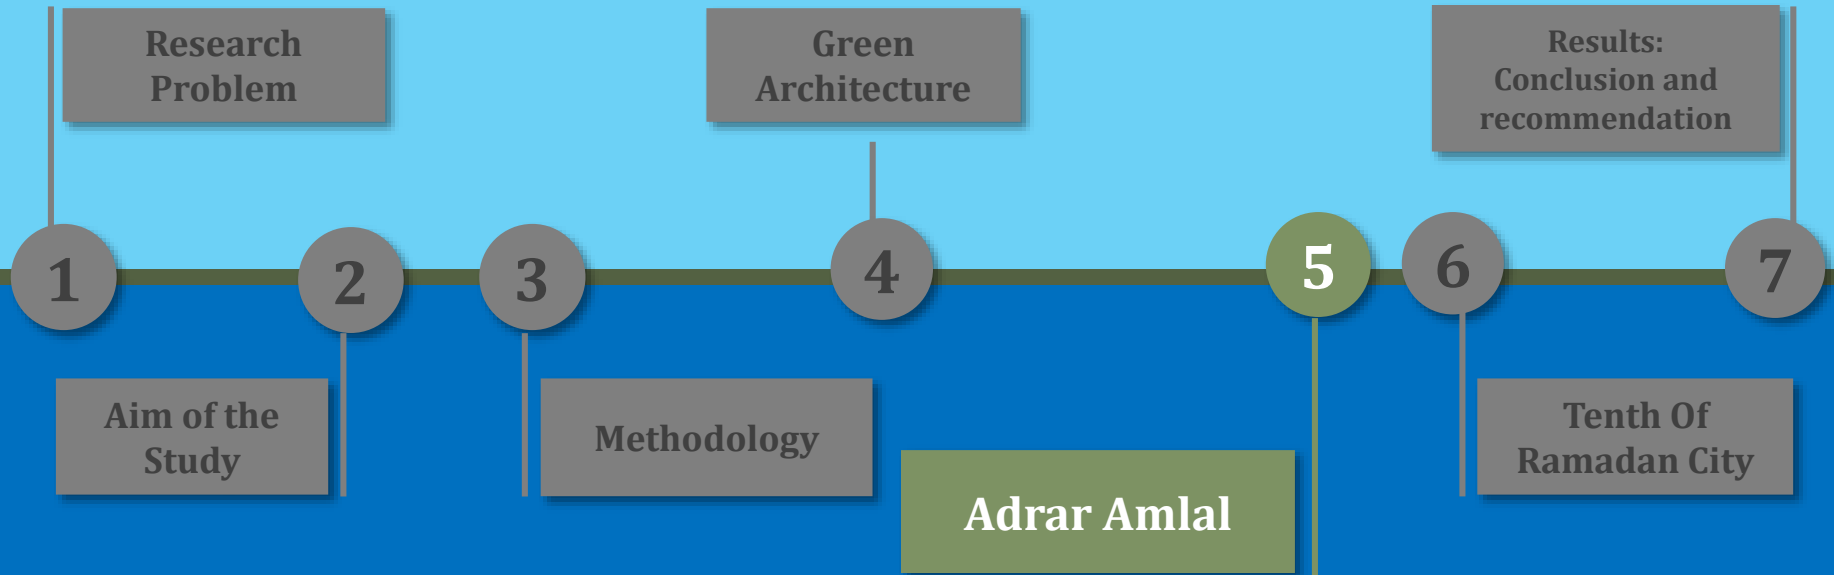 Research
Problem
Green
Architecture
Results:
Conclusion and
recommendation
1
2
3
4
5
6
7
Aim of the
Study
Methodology
Adrar Amlal
Tenth Of
Ramadan City